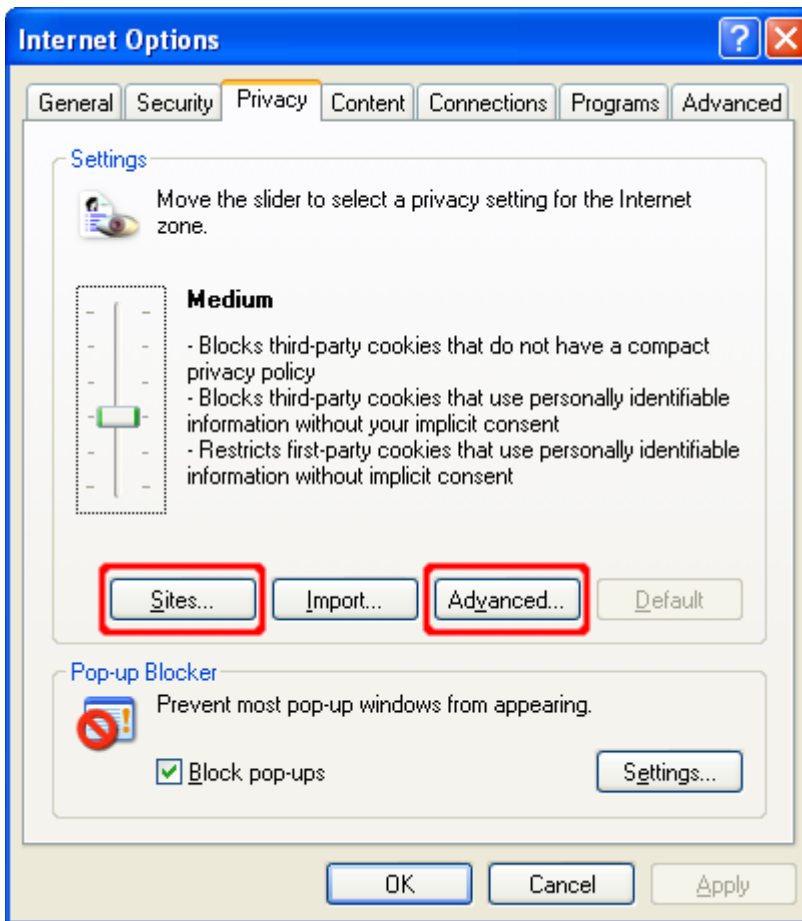 Internet Options
General Security Privacy Content Connections Programs Advanced
Settings
Move the slider to select a privacy setting for the Internet
zone.
Medium
- Blocks third-party cookies that do not have a compact
privacy policy
- Blocks third-party cookies that use personally identifiable
information without your implicit consent
- Restricts first-party cookies that use personally identifiable
information without implicit consent
Sites... Import... Advanced... Default
Pop-up Blocker
Prevent most pop-up windows from appearing.
Block pop-ups Settings...
OK Cancel Apply